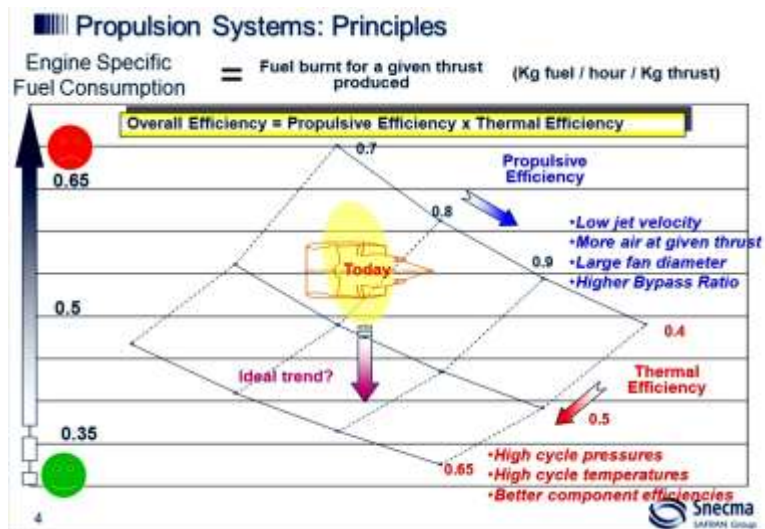 Propulsion Systems: Principles
Engine Specific
Fuel Consumption
=
Fuel burnt for a given thrust
produced
(Kg fuel / hour / Kg thrust)
Overall Efficiency = Propulsive Efficiency x Thermal Efficiency
0.7
Propulsive
Efficiency
0.65
0.8
•Low jet velocity
•More air at given thrust
•Large fan diameter
•Higher Bypass Ratio
0.9
Today
0.5
0.4
Ideal trend?
Thermal
Efficiency
0.5
0.35
0.65
•High cycle pressures
•High cycle temperatures
•Better component efficiencies
Snecma
SAFRAN Group
4